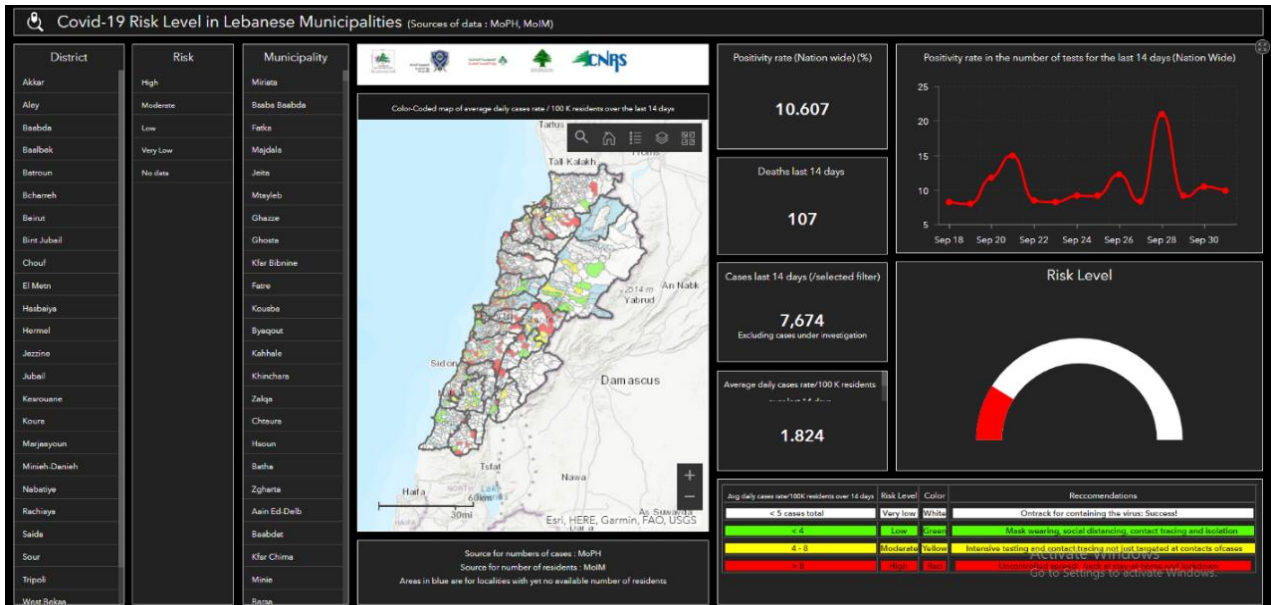 Covid-19 Risk Level in Lebanese Municipalities (Sources of data : MoPH, MoIM)
District
Akkar
Aley
Baabda
Baalbek
Batroun
Bcharreh
Beirut
Bint Jubail
Chouf
El Metn
Hasbaiya
Hermel
Jezzine
Jubail
Kesrouane
Koura
Marjaayoun
Minieh-Danieh
Nabatiye
Rachiaya
Saida
Sour
Tripoli
West Bekaa
Risk
High
Moderate
Low
Very Low
No data
Municipality
Miriata
Baaba Baabda
Fatka
Majdala
Jeita
Mtayleb
Ghazze
Ghosta
Kfar Bibnine
Fatre
Kousba
Byaqout
Kahhale
Khinchara
Zalqa
Chtaura
Hsoun
Batha
Zgharta
Aain Ed-Delb
Baabdat
Kfar Chima
Minie
Barsa
CNRS
Color-Coded map of average daily cases rate / 100 K residents over the last 14 days
Tartus
Tall Kalakh
An Nabk
Yabrud
Sidon
Damascus
Tsfat
Nawa
Haifa
60km
30mi
As Suwayda
Esri, HERE, Garmin, FAO, USGS
+
−
Source for numbers of cases : MoPH
Source for number of residents : MoIM
Areas in blue are for localities with yet no available number of residents
Positivity rate (Nation wide) (%)
10.607
Deaths last 14 days
107
Cases last 14 days (/selected filter)
7,674
Excluding cases under investigation
Average daily cases rate/100 K residents
1.824
Positivity rate in the number of tests for the last 14 days (Nation Wide)
25
20
15
10
5
Sep 18 Sep 20 Sep 22 Sep 24 Sep 26 Sep 28 Sep 30
Risk Level
Avg daily cases rate/100K residents over 14 days Risk Level Color Reccomendations
< 5 cases total Very low White Ontrack for containing the virus: Success!
< 4 Low Green Mask wearing, social distancing, contact tracing and isolation
4 - 8 Moderate Yellow Intensive testing and contact tracing not just targeted at contacts ofcases
> 8 High Red
Activate Windows
Go to Settings to activate Windows.